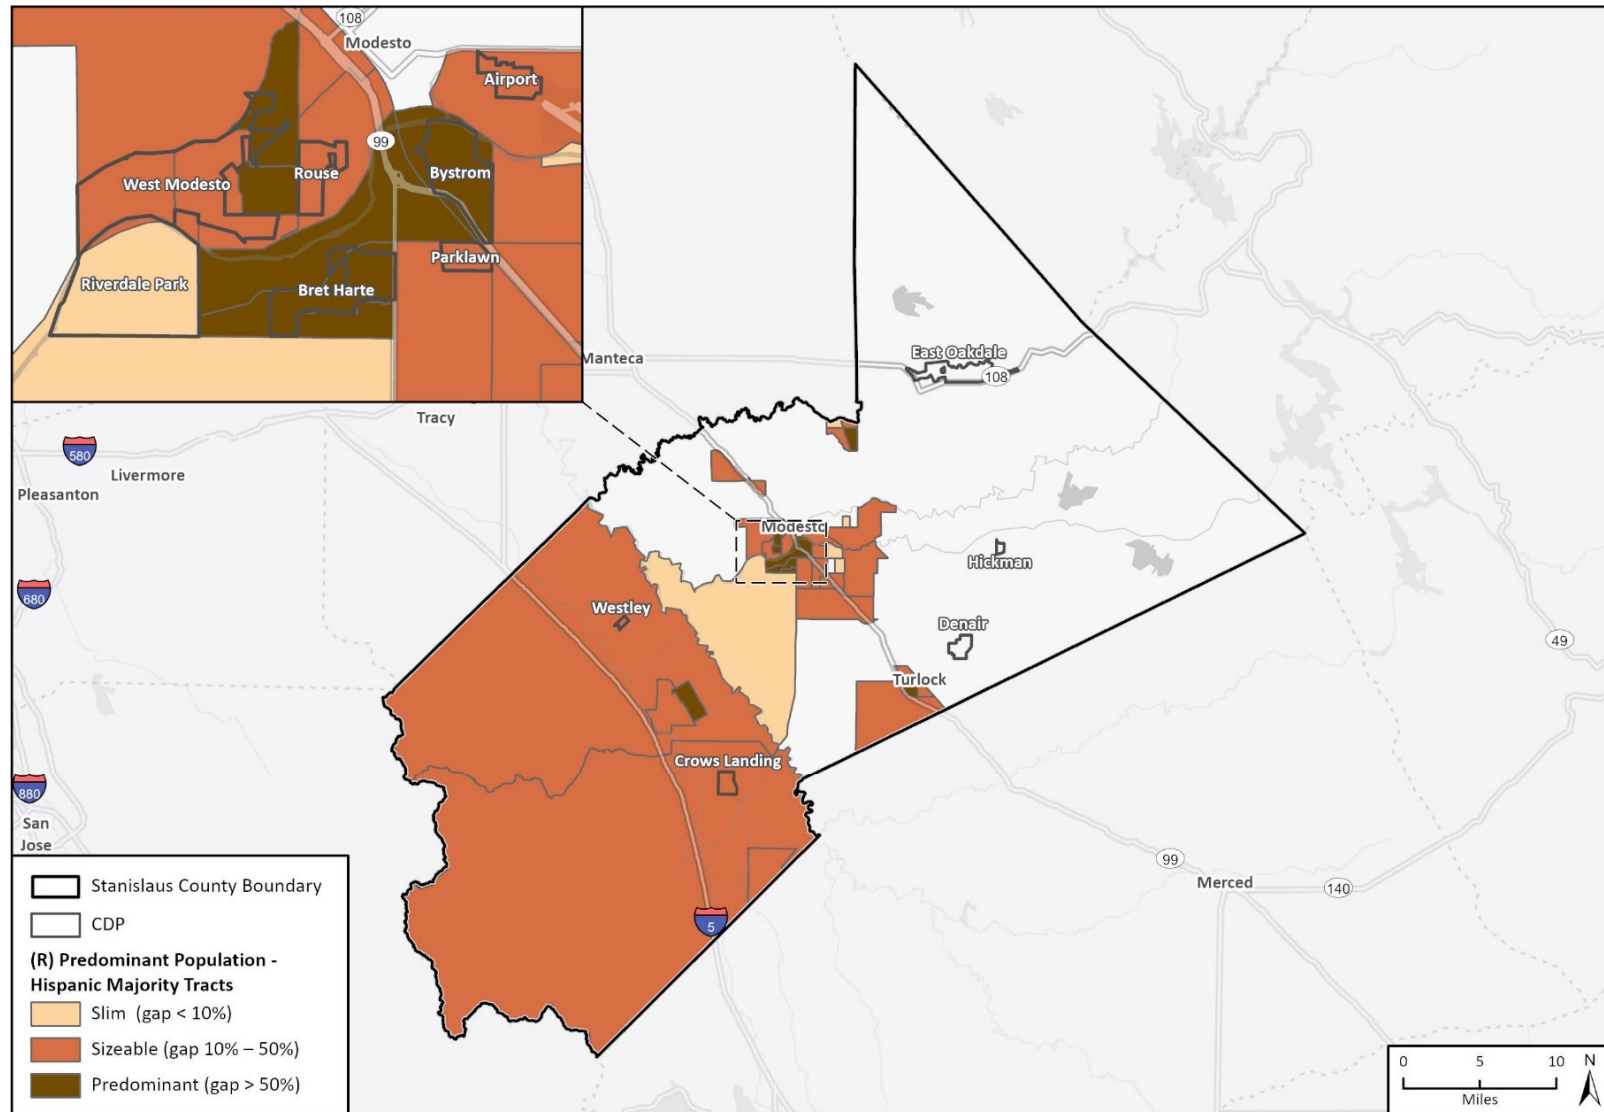 108
Modesto
Airport
99
West Modesto
Rouse
Bystrom
Parklawn
Riverdale Park
Bret Harte
Manteca
East Oakdale
108
Tracy
580
Livermore
Pleasanton
Modesto
Hickman
680
Westley
Denair
49
Turlock
Crows Landing
880
San
Jose
99
Merced
140
5
Stanislaus County Boundary
CDP
(R) Predominant Population -
Hispanic Majority Tracts
Slim (gap < 10%)
Sizeable (gap 10% – 50%)
Predominant (gap > 50%)
0 5 10
Miles
N